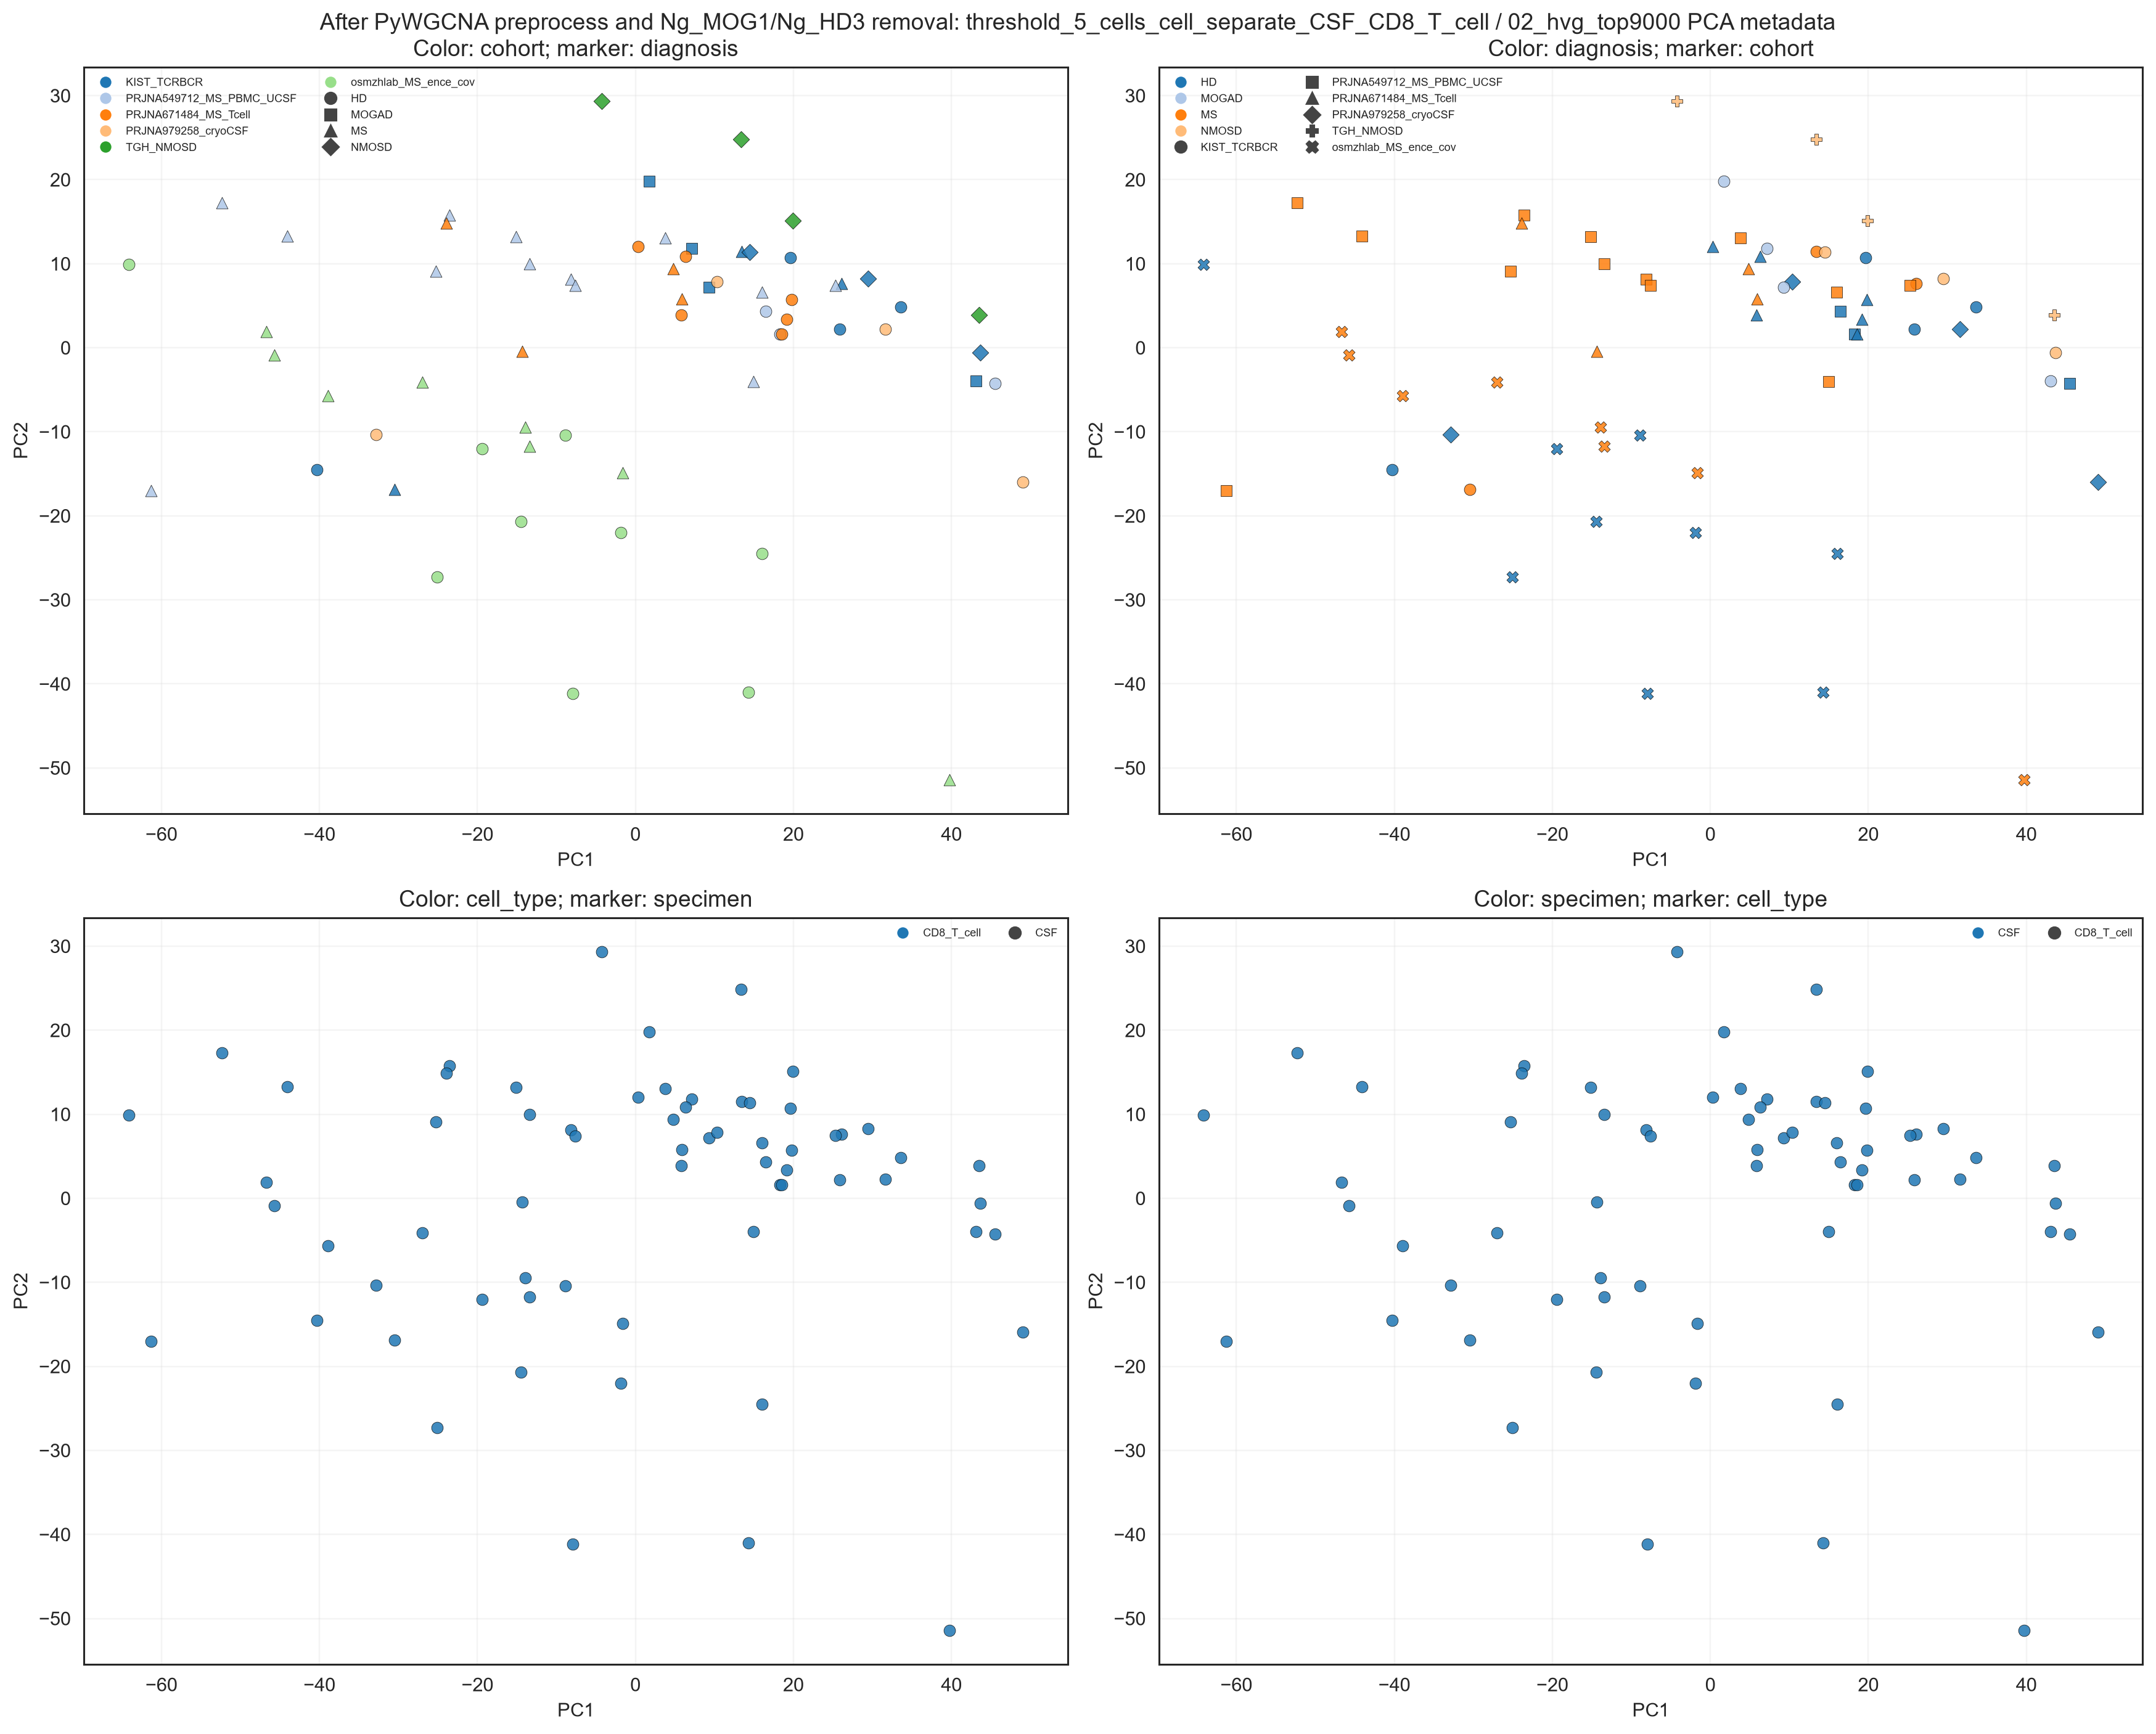 After PyWGCNA preprocess and Ng_MOG1/Ng_HD3 removal: threshold_5_cells_cell_separate_CSF_CD8_T_cell / 02_hvg_top9000 PCA metadata
Color: cohort; marker: diagnosis
KIST_TCRBCR
PRJNA549712_MS_PBMC_UCSF
PRJNA671484_MS_Tcell
PRJNA979258_cryoCSF
TGH_NMOSD
osmzhlab_MS_ence_cov
HD
MOGAD
MS
NMOSD
30
20
10
0
−10
−20
−30
−40
−50
PC2
−60 −40 −20 0 20 40
PC1
Color: diagnosis; marker: cohort
HD
MOGAD
MS
NMOSD
KIST_TCRBCR
PRJNA549712_MS_PBMC_UCSF
PRJNA671484_MS_Tcell
PRJNA979258_cryoCSF
TGH_NMOSD
osmzhlab_MS_ence_cov
30
20
10
0
−10
−20
−30
−40
−50
PC2
−60 −40 −20 0 20 40
PC1
Color: cell_type; marker: specimen
CD8_T_cell CSF
30
20
10
0
−10
−20
−30
−40
−50
PC2
−60 −40 −20 0 20 40
PC1
Color: specimen; marker: cell_type
CSF CD8_T_cell
30
20
10
0
−10
−20
−30
−40
−50
PC2
−60 −40 −20 0 20 40
PC1